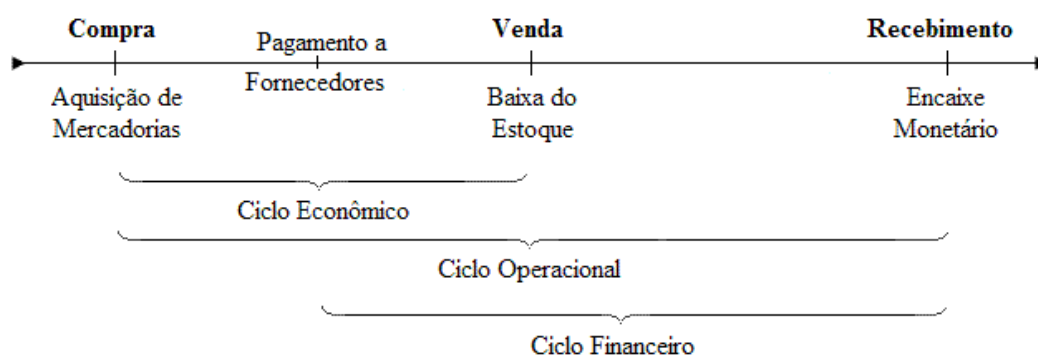 Compra
Pagamento a
Fornecedores
Venda
Recebimento
Aquisição de
Mercadorias
Baixa do
Estoque
Encaixe
Monetário
Ciclo Econômico
Ciclo Operacional
Ciclo Financeiro